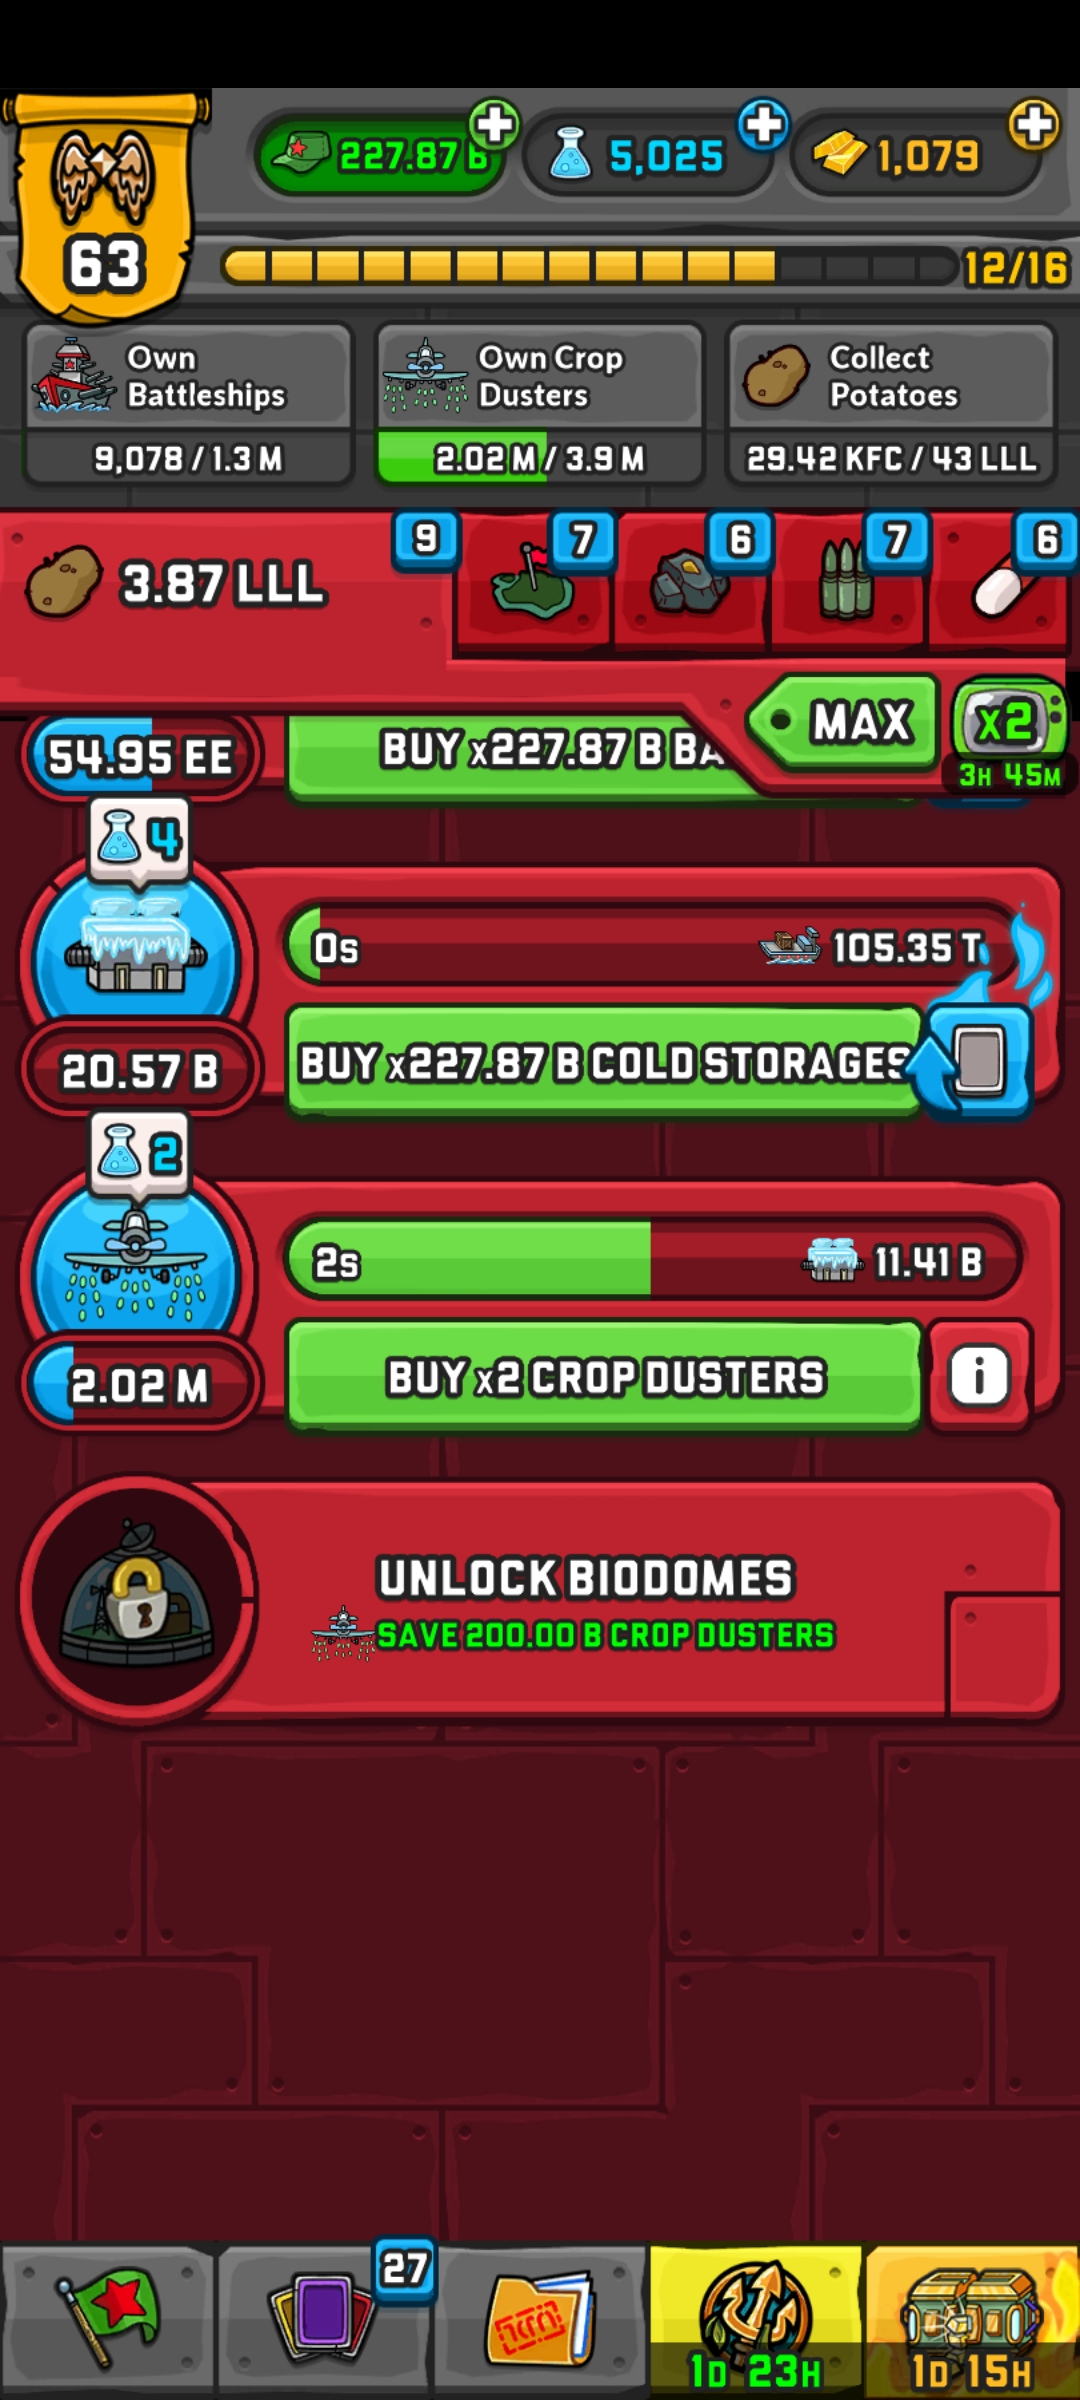 227.87 B
5,025
1,079
63
12/16
Own
Battleships
9,078 / 1.3 M
Own Crop
Dusters
2.02 M / 3.9 M
Collect
Potatoes
29.42 KFC / 43 LLL
3.87 LLL
9
7
6
7
6
MAX
x2
3H 45M
54.95 EE
BUY x227.87 B BA
4
0s
105.35 T
20.57 B
BUY x227.87 B COLD STORAGES
2
2s
11.41 B
2.02 M
BUY x2 CROP DUSTERS
i
UNLOCK BIODOMES
SAVE 200.00 B CROP DUSTERS
27
1D 23H
1D 15H